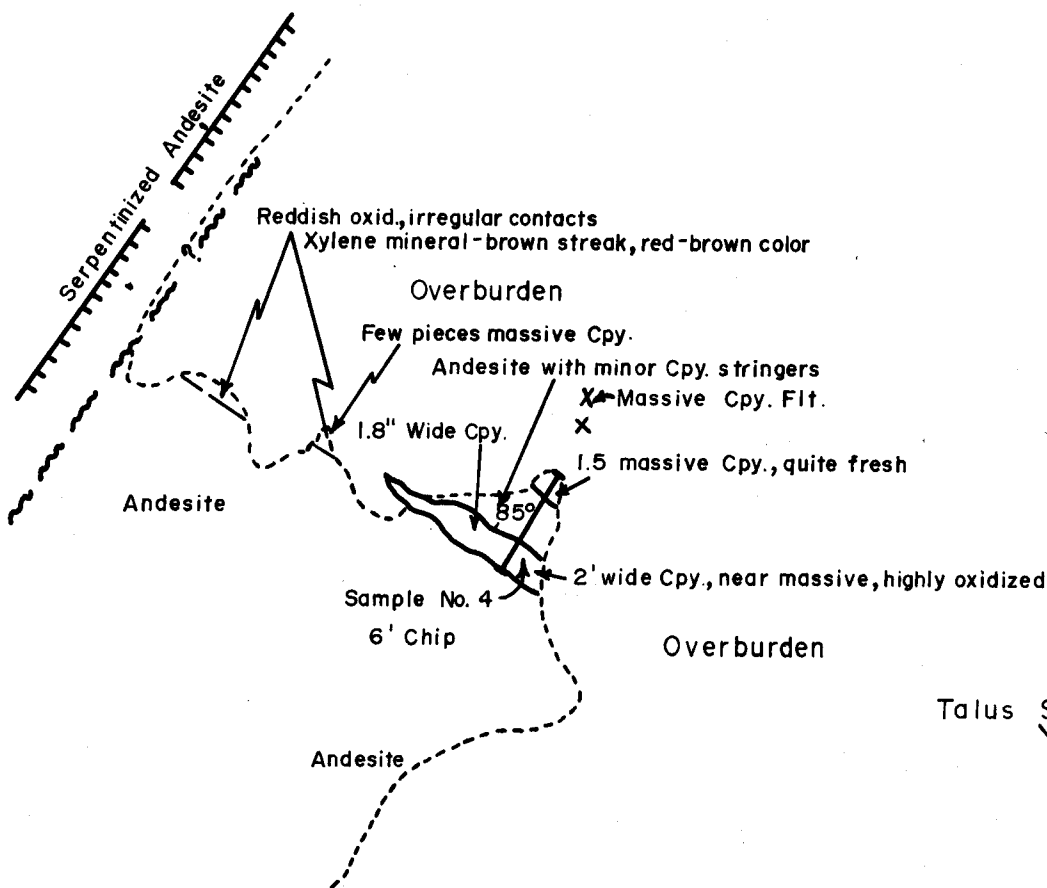 Serpentinized Andesite
?
Reddish oxid., irregular contacts
Xylene mineral-brown streak, red-brown color
Overburden
Few pieces massive Cpy.
Andesite with minor Cpy. stringers
X Massive Cpy. Flt.
X
1.8" Wide Cpy.
1.5 massive Cpy., quite fresh
Andesite
85°
2' wide Cpy., near massive, highly oxidized
Sample No. 4
6' Chip
Overburden
Talus S
Andesite